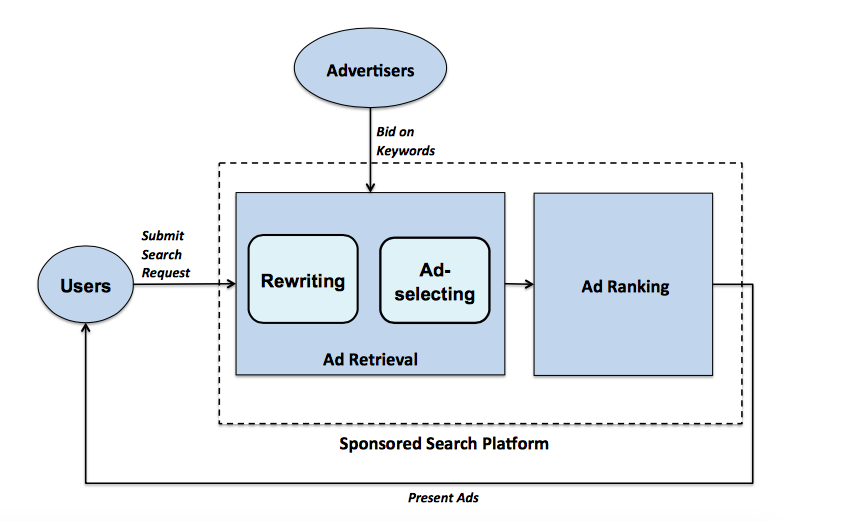 Advertisers
Bid on
Keywords
Submit
Search
Request
Users
Rewriting
Ad-
selecting
Ad Retrieval
Ad Ranking
Sponsored Search Platform
Present Ads